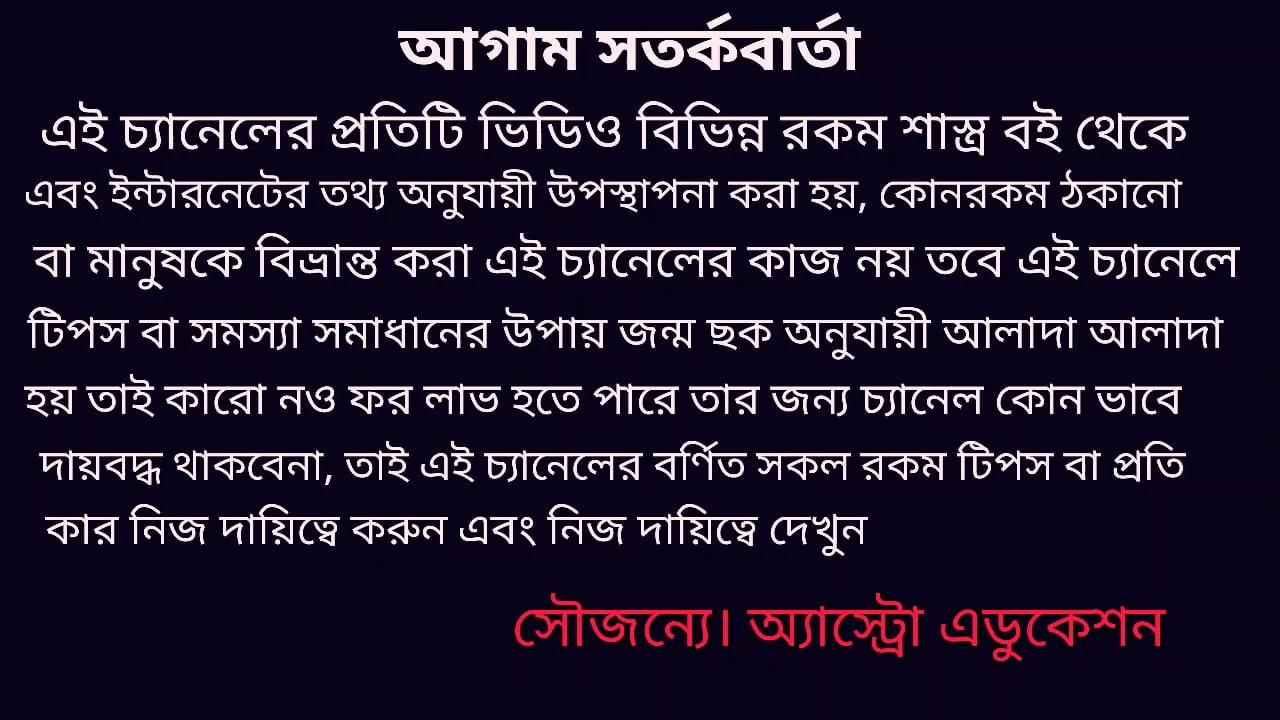 আগাম সতর্কবার্তা
এই চ্যানেলের প্রতিটি ভিডিও বিভিন্ন রকম শাস্ত্র বই থেকে
এবং ইন্টারনেটের তথ্য অনুযায়ী উপস্থাপনা করা হয়, কোনরকম ঠকানো
বা মানুষকে বিভ্রান্ত করা এই চ্যানেলের কাজ নয় তবে এই চ্যানেলে
টিপস বা সমস্যা সমাধানের উপায় জন্ম ছক অনুযায়ী আলাদা আলাদা
হয় তাই কারো নও ফর লাভ হতে পারে তার জন্য চ্যানেল কোন ভাবে
দায়বদ্ধ থাকবেনা, তাই এই চ্যানেলের বর্ণিত সকল রকম টিপস বা প্রতি
কার নিজ দায়িত্বে করুন এবং নিজ দায়িত্বে দেখুন
সৌজন্যে। অ্যাস্ট্রো এডুকেশন